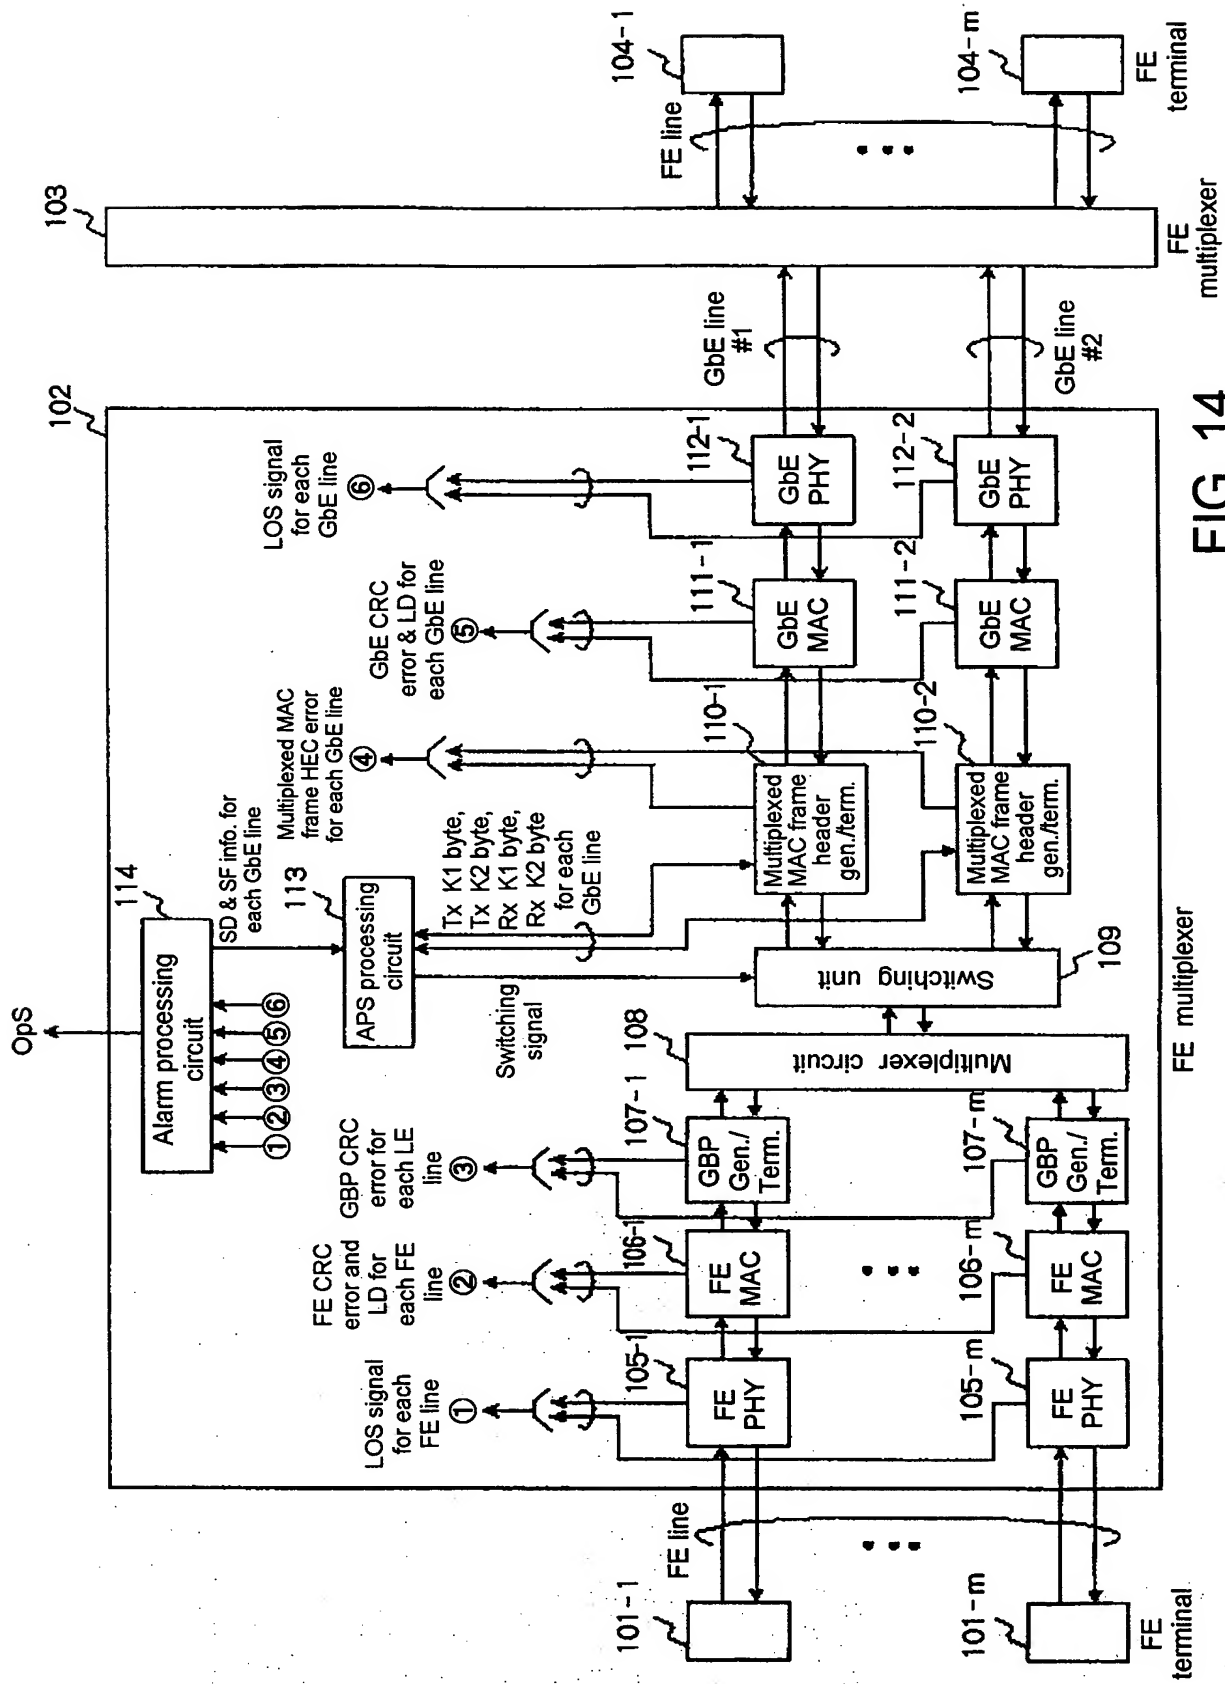 OpS
114
Alarm processing
circuit
① ② ③ ④ ⑤ ⑥
SD & SF info. for
each GbE line
113
APS processing
circuit
Switching
signal
Tx K1 byte,
Tx K2 byte,
Rx K1 byte,
Rx K2 byte
for each
GbE line
LOS signal
for each
FE line
①
FE CRC
error and
LD for
each FE
line
②
GBP CRC
error for
each LE
line
③
Multiplexed MAC
frame HEC error
for each GbE line
④
GbE CRC
error & LD for
each GbE line
⑤
LOS signal
for each
GbE line
⑥
102
103
101-1
FE line
105-1
FE
PHY
106-1
FE
MAC
107-1
GBP
Gen./
Term.
108
Multiplexer circuit
Switching unit
109
110-1
Multiplexed
MAC frame
header
gen./term.
111-1
GbE
MAC
112-1
GbE
PHY
GbE line
#1
FE line
104-1
101-m
FE
terminal
105-m
FE
PHY
106-m
FE
MAC
107-m
GBP
Gen./
Term.
110-2
Multiplexed
MAC frame
header
gen./term.
111-2
GbE
MAC
112-2
GbE
PHY
GbE line
#2
104-m
FE
terminal
FE multiplexer
FE
multiplexer
FIG. 14